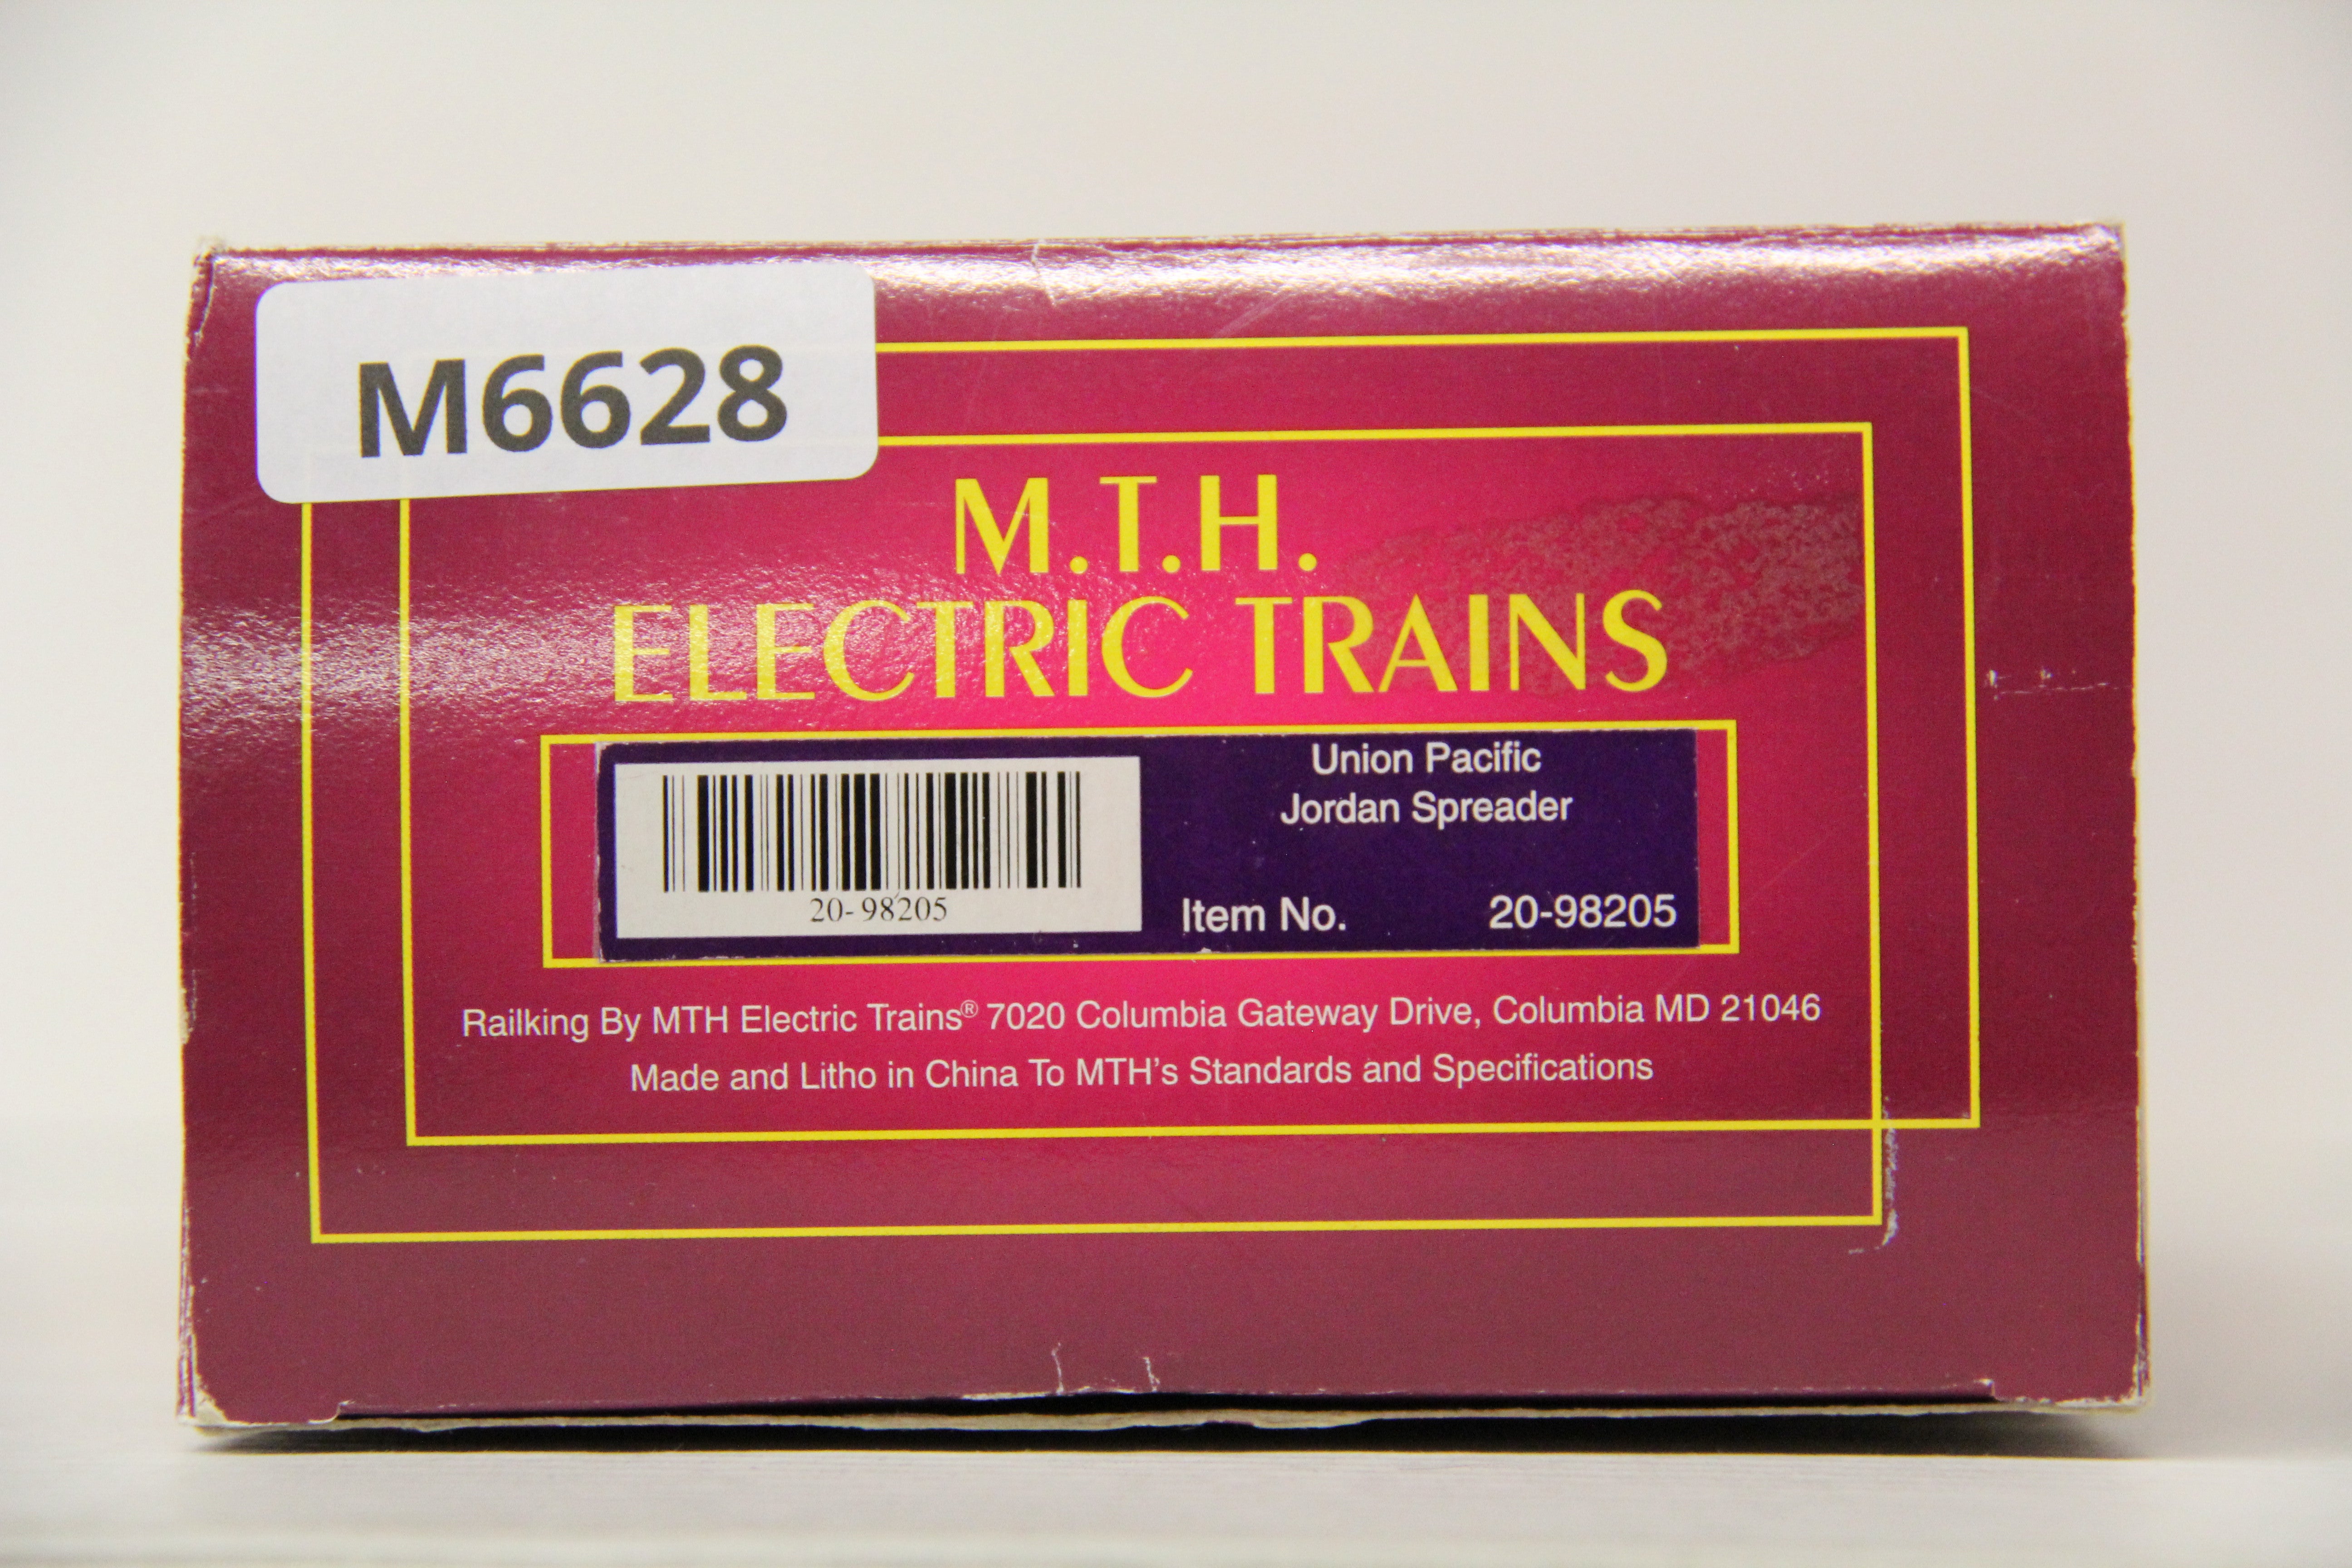 M6628
M.T.H.
ELECTRIC TRAINS
Union Pacific
Jordan Spreader
20-98205
Item No. 20-98205
Railking By MTH Electric Trains® 7020 Columbia Gateway Drive, Columbia MD 21046
Made and Litho in China To MTH's Standards and Specifications